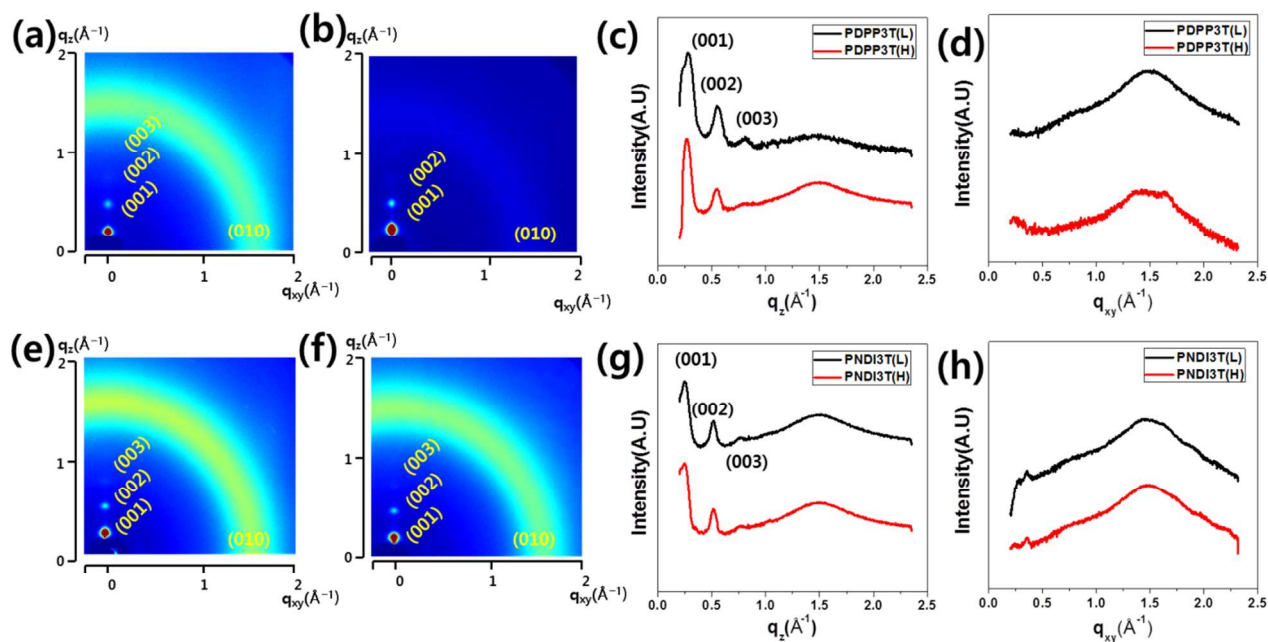 (a)
qz(Å⁻¹)
2
1
0
(003)
(002)
(001)
(010)
0
1
2
qxy(Å⁻¹)
(b)
qz(Å⁻¹)
2
1
0
(002)
(001)
(010)
0
1
2
qxy(Å⁻¹)
(c)
Intensity(A.U)
(001)
(002)
(003)
PDPP3T(L)
PDPP3T(H)
0.0 0.5 1.0 1.5 2.0 2.5
qz(Å⁻¹)
(d)
Intensity(A.U)
PDPP3T(L)
PDPP3T(H)
0.0 0.5 1.0 1.5 2.0 2.5
qxy(Å⁻¹)
(e)
qz(Å⁻¹)
2
1
0
(003)
(002)
(001)
(010)
0
1
2
qxy(Å⁻¹)
(f)
qz(Å⁻¹)
2
1
0
(003)
(002)
(001)
(010)
0
1
2
qxy(Å⁻¹)
(g)
Intensity(A.U)
(001)
(002)
(003)
PNDI3T(L)
PNDI3T(H)
0.0 0.5 1.0 1.5 2.0 2.5
qz(Å⁻¹)
(h)
Intensity(A.U)
PNDI3T(L)
PNDI3T(H)
0.0 0.5 1.0 1.5 2.0 2.5
qxy(Å⁻¹)